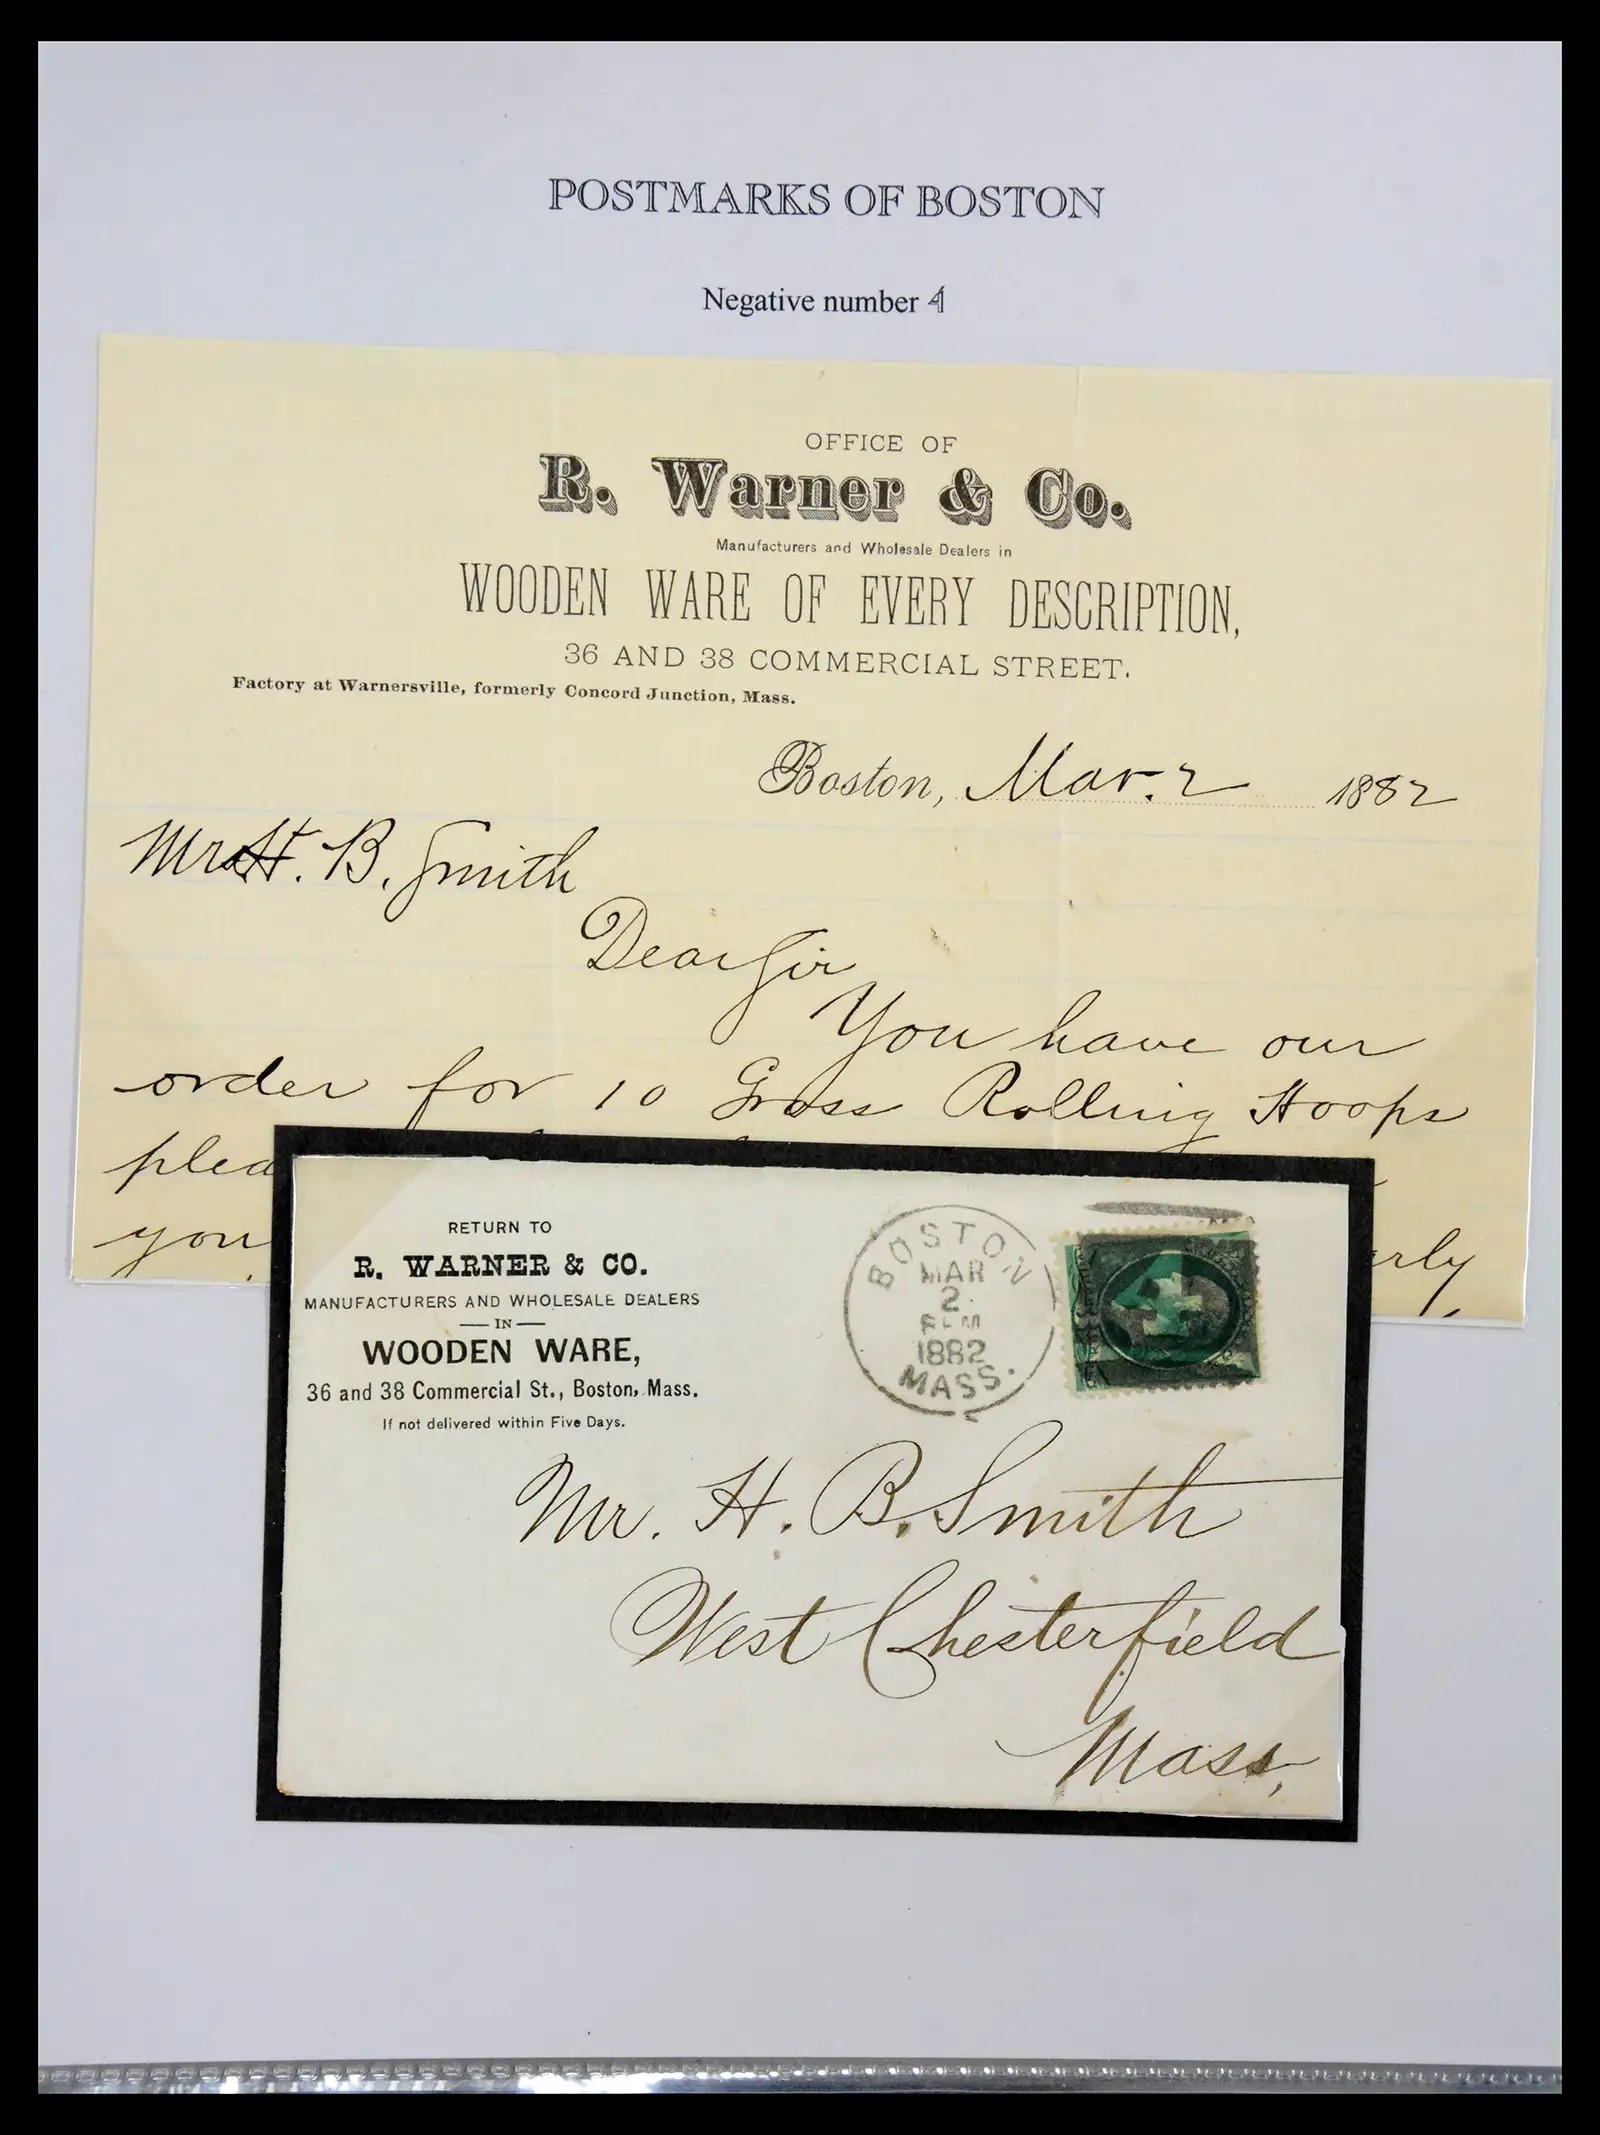 POSTMARKS OF BOSTON
Negative number 4
OFFICE OF
R. Warner & Co.
Manufacturers and Wholesale Dealers in
WOODEN WARE OF EVERY DESCRIPTION,
36 AND 38 COMMERCIAL STREET.
Factory at Warnersville, formerly Concord Junction, Mass.
Boston, Mar. 2 1882
Mr H. B. Smith
Dear Sir
You have our
order for 10 Gross Rolling Hoops
plea
you
rly
RETURN TO
R. WARNER & CO.
MANUFACTURERS AND WHOLESALE DEALERS
— IN —
WOODEN WARE,
36 and 38 Commercial St., Boston, Mass.
If not delivered within Five Days.
BOSTON
MAR
2
1882
MASS.
Mr. H. B. Smith
West Chesterfield
Mass,